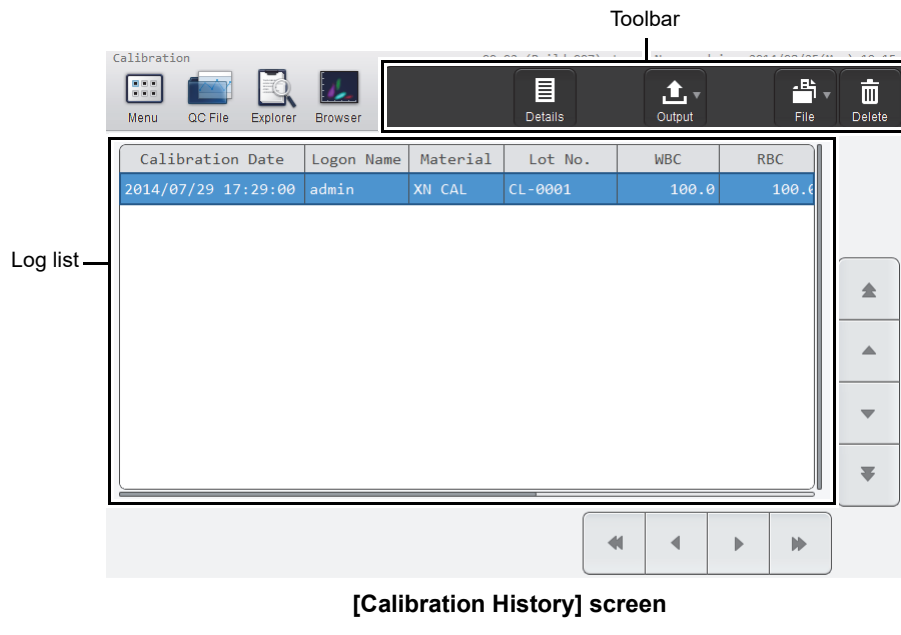 Toolbar
Calibration
Menu QC File Explorer Browser Details Output File Delete
Calibration Date Logon Name Material Lot No. WBC RBC
2014/07/29 17:29:00 admin XN CAL CL-0001 100.0 100.0
Log list
[Calibration History] screen